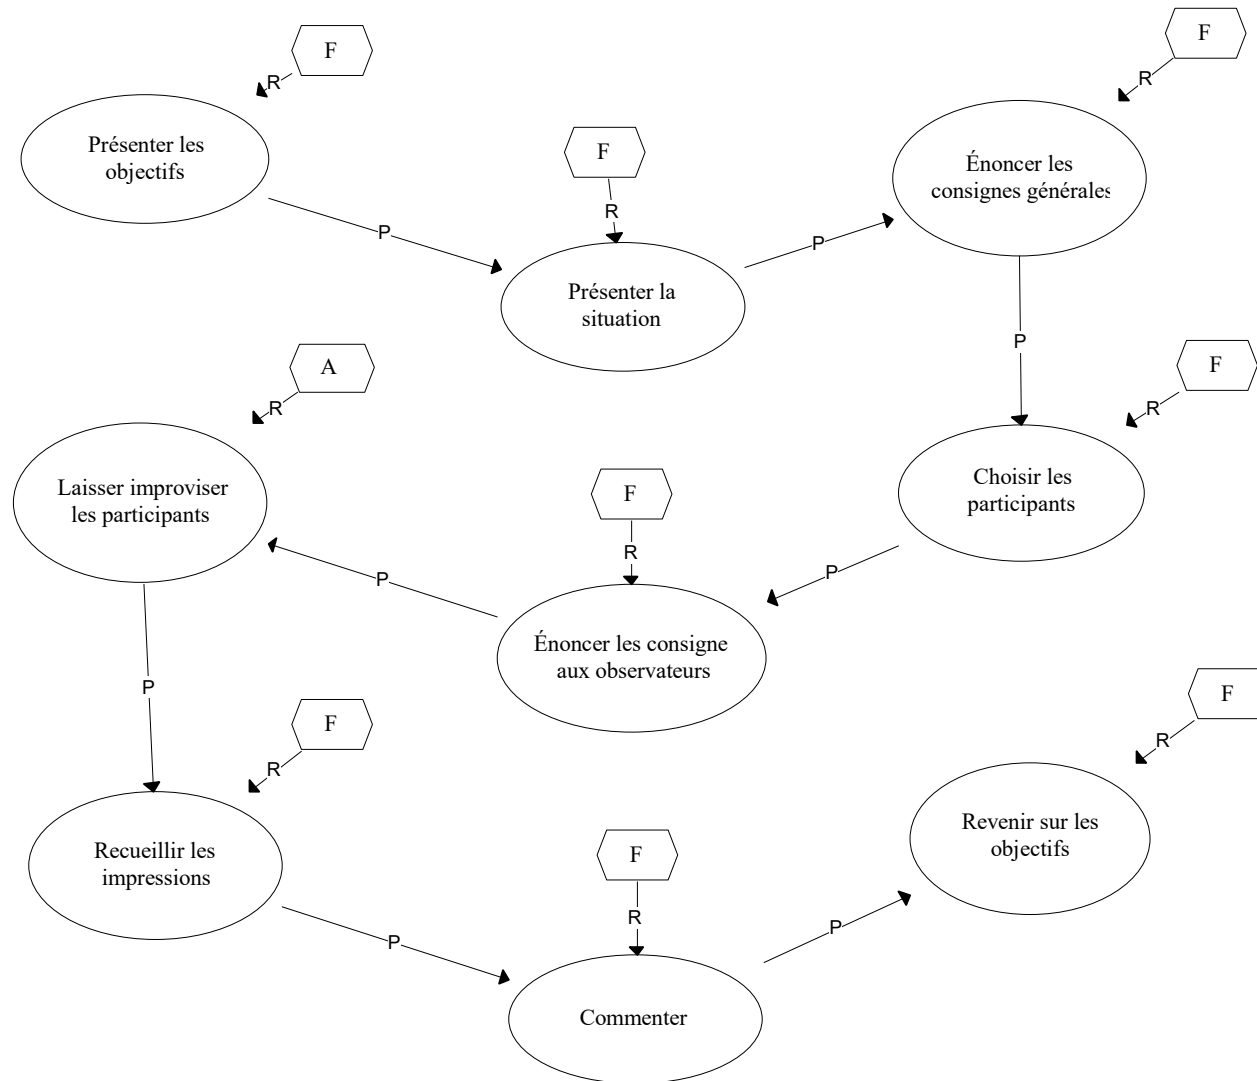 F
R
Présenter les
objectifs
P
F
R
Présenter la
situation
P
F
R
Énoncer les
consignes générales
P
F
R
Choisir les
participants
P
F
R
Énoncer les consigne
aux observateurs
P
A
R
Laisser improviser
les participants
P
F
R
Recueillir les
impressions
P
F
R
Commenter
P
F
R
Revenir sur les
objectifs